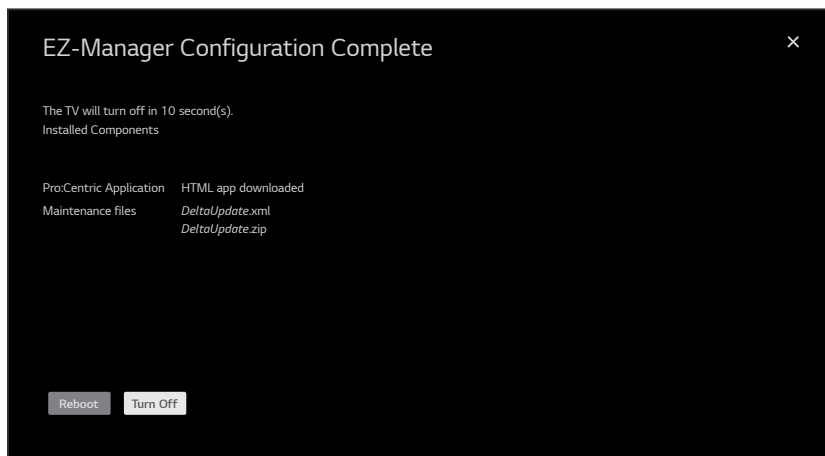 EZ-Manager Configuration Complete
The TV will turn off in 10 second(s).
Installed Components
Pro:Centric Application HTML app downloaded
Maintenance files DeltaUpdate.xml
DeltaUpdate.zip
Reboot Turn Off